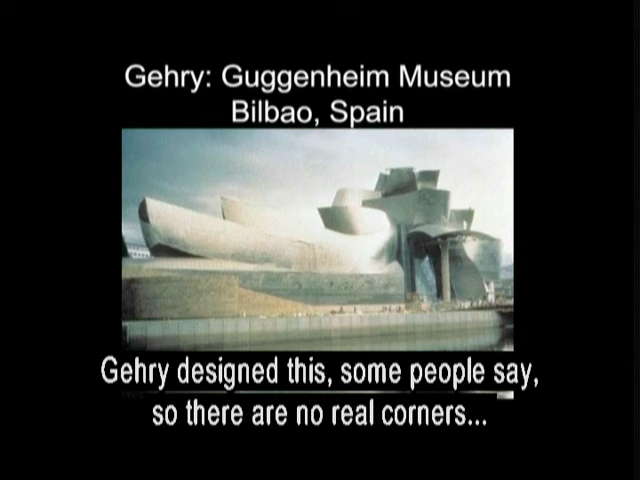 Gehry: Guggenheim Museum
Bilbao, Spain
Gehry designed this, some people say,
so there are no real corners...